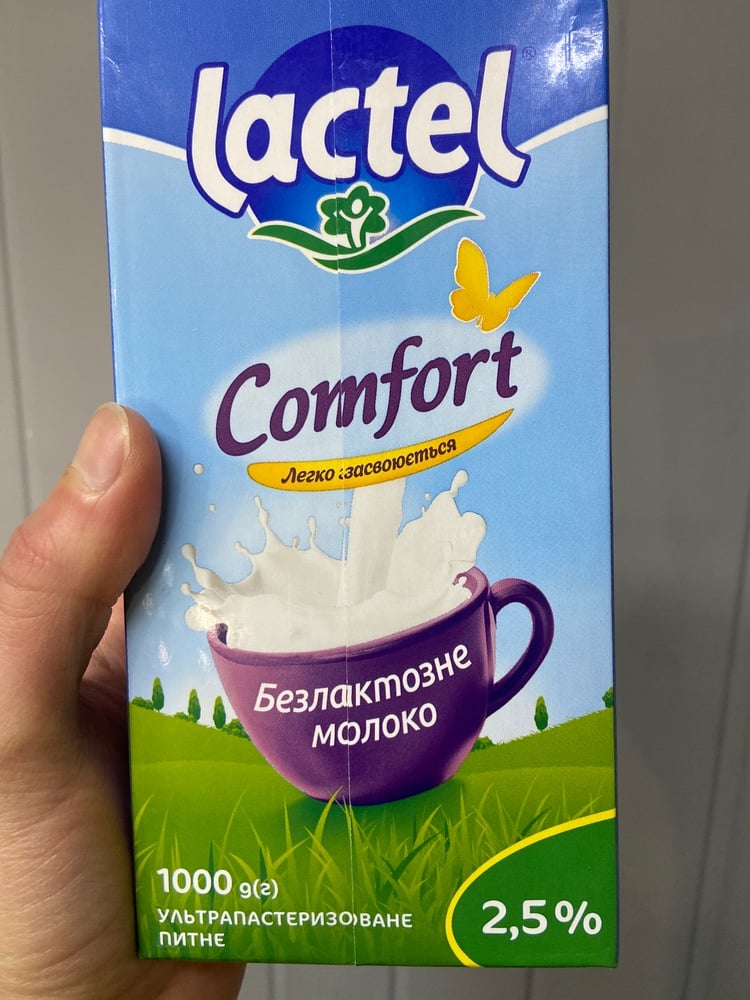 lactel®
Comfort
Легко засвоюється
Безлактозне
молоко
1000 g(г)
УЛЬТРАПАСТЕРИЗОВАНЕ
ПИТНЕ
2,5%